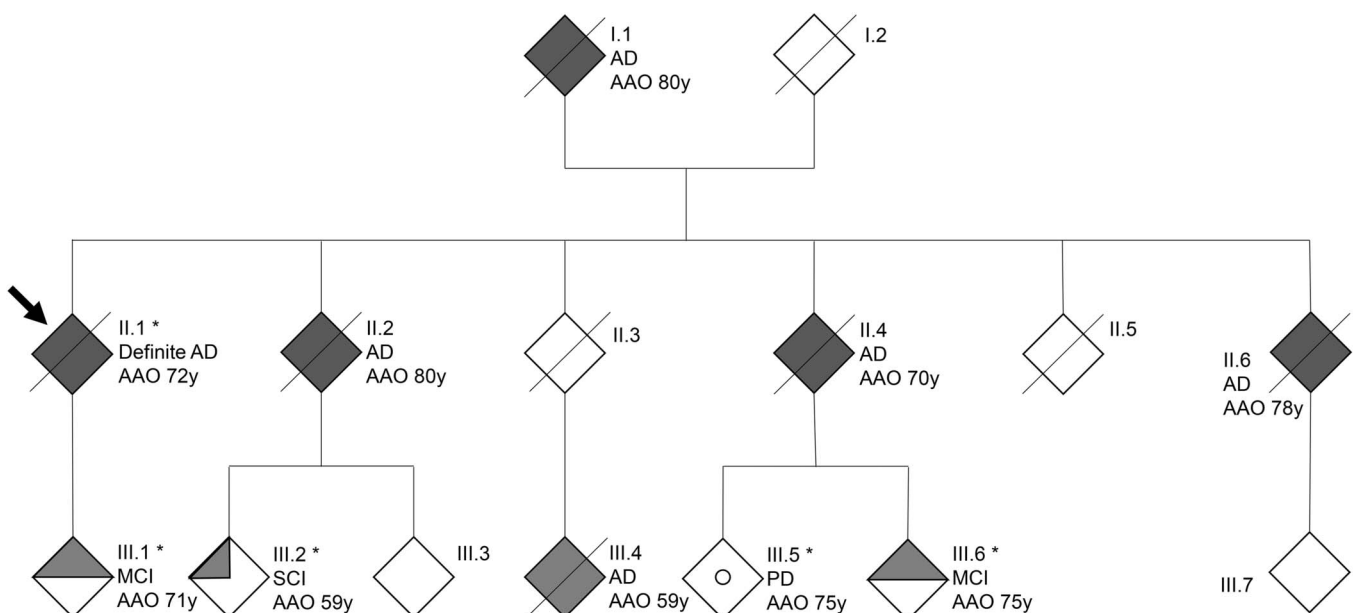 I.1
AD
AAO 80y
I.2
II.1 *
Definite AD
AAO 72y
II.2
AD
AAO 80y
II.3
II.4
AD
AAO 70y
II.5
II.6
AD
AAO 78y
III.1 *
MCI
AAO 71y
III.2 *
SCI
AAO 59y
III.3
III.4
AD
AAO 59y
III.5 *
PD
AAO 75y
III.6 *
MCI
AAO 75y
III.7